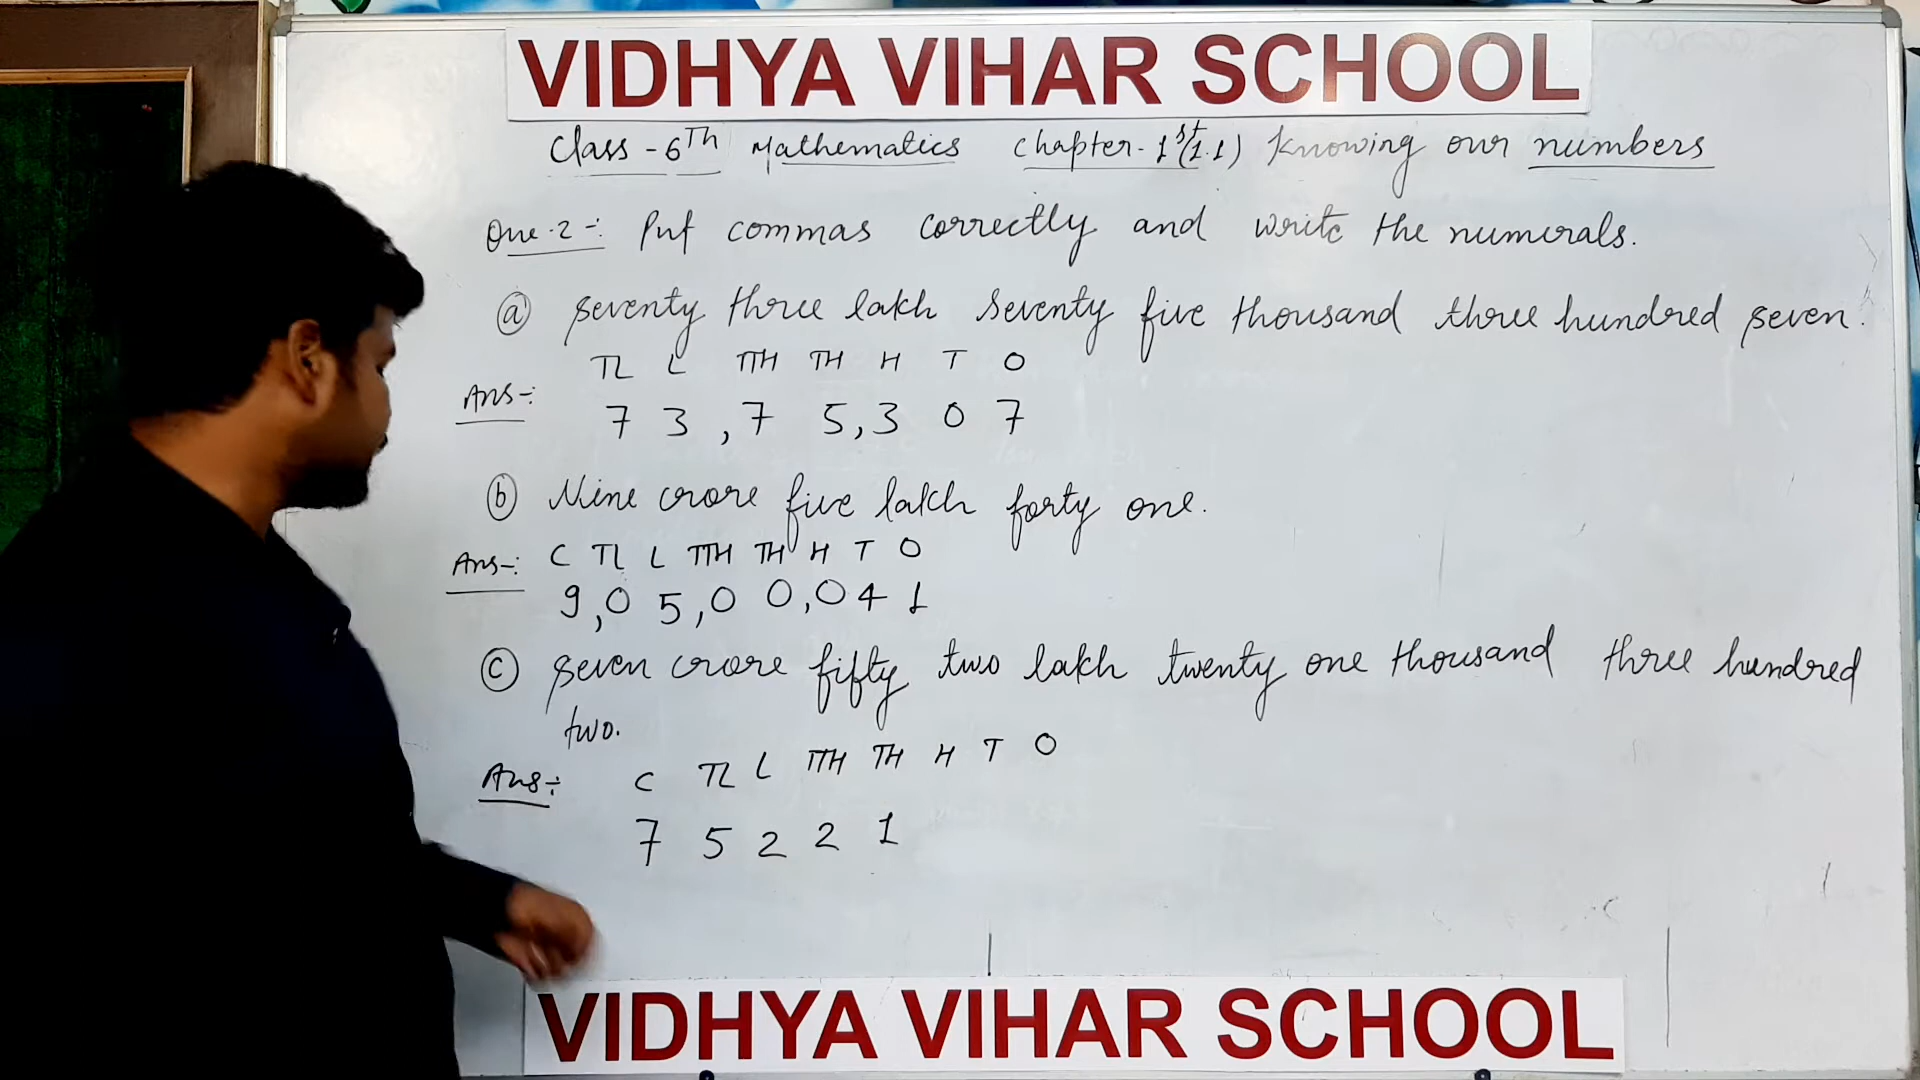 VIDHYA VIHAR SCHOOL
Class - 6Th Mathematics Chapter - 1st (1.1) Knowing our numbers
Que.2 -: Put commas correctly and write the numerals.
(a) seventy three lakh seventy five thousand three hundred seven.
TL L TTH TH H T O
Ans-: 7 3 , 7 5 , 3 0 7
(b) Nine crore five lakh forty one.
Ans-: C TL L TTH TH H T O
9 , 0 5 , 0 0 , 0 4 1
(c) seven crore fifty two lakh twenty one thousand three hundred
two.
Ans-: C TL L TTH TH H T O
7 5 2 2 1
VIDHYA VIHAR SCHOOL